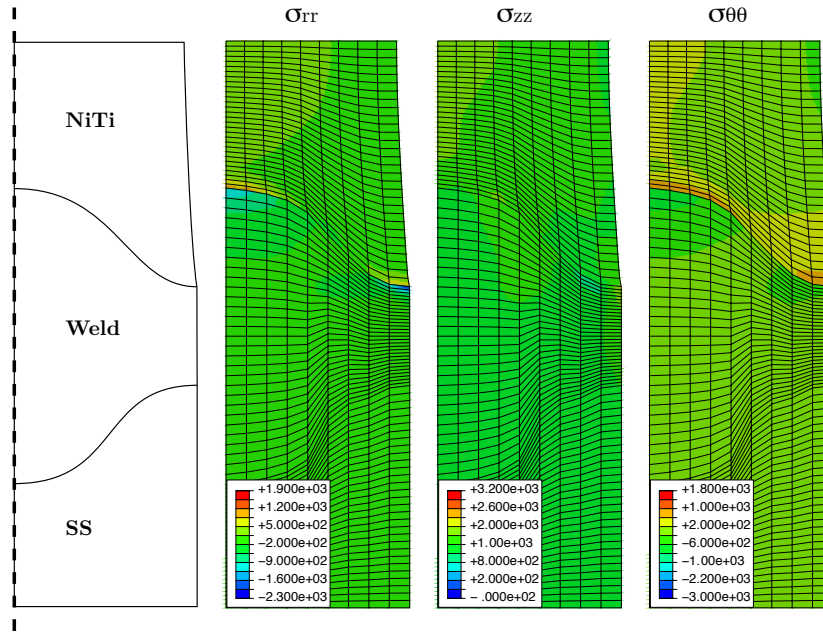 σrr
σzz
σθθ
NiTi
Weld
SS
+1.900e+03
+1.200e+03
+5.000e+02
−2.000e+02
−9.000e+02
−1.600e+03
−2.300e+03
+3.200e+03
+2.600e+03
+2.000e+03
+1.00e+03
+8.000e+02
+2.000e+02
- .000e+02
+1.800e+03
+1.000e+03
+2.000e+02
−6.000e+02
−1.00e+03
−2.200e+03
−3.000e+03